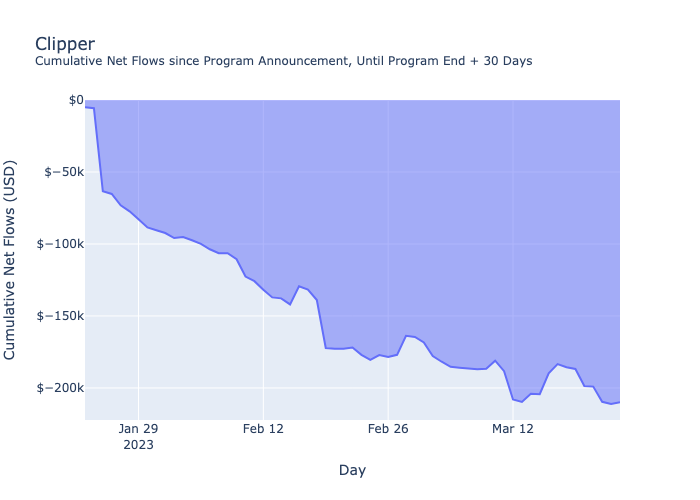 Clipper
Cumulative Net Flows since Program Announcement, Until Program End + 30 Days
Cumulative Net Flows (USD)
$0
$−50k
$−100k
$−150k
$−200k
Jan 29
2023
Feb 12
Feb 26
Mar 12
Day